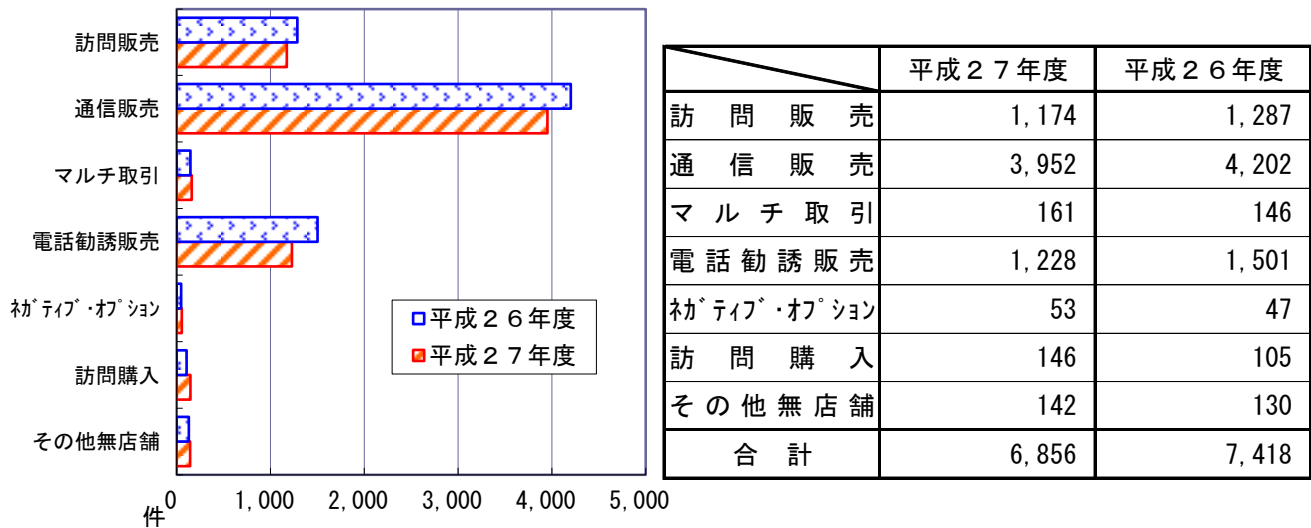 訪問販売
通信販売
マルチ取引
電話勧誘販売
ﾈｶﾞﾃｨﾌﾞ・ｵﾌﾟｼｮﾝ
訪問購入
その他無店舗
0 1,000 2,000 3,000 4,000 5,000
件
平成２６年度
平成２７年度
平成２７年度 平成２６年度
訪問販売 1,174 1,287
通信販売 3,952 4,202
マルチ取引 161 146
電話勧誘販売 1,228 1,501
ﾈｶﾞﾃｨﾌﾞ・ｵﾌﾟｼｮﾝ 53 47
訪問購入 146 105
その他無店舗 142 130
合計 6,856 7,418